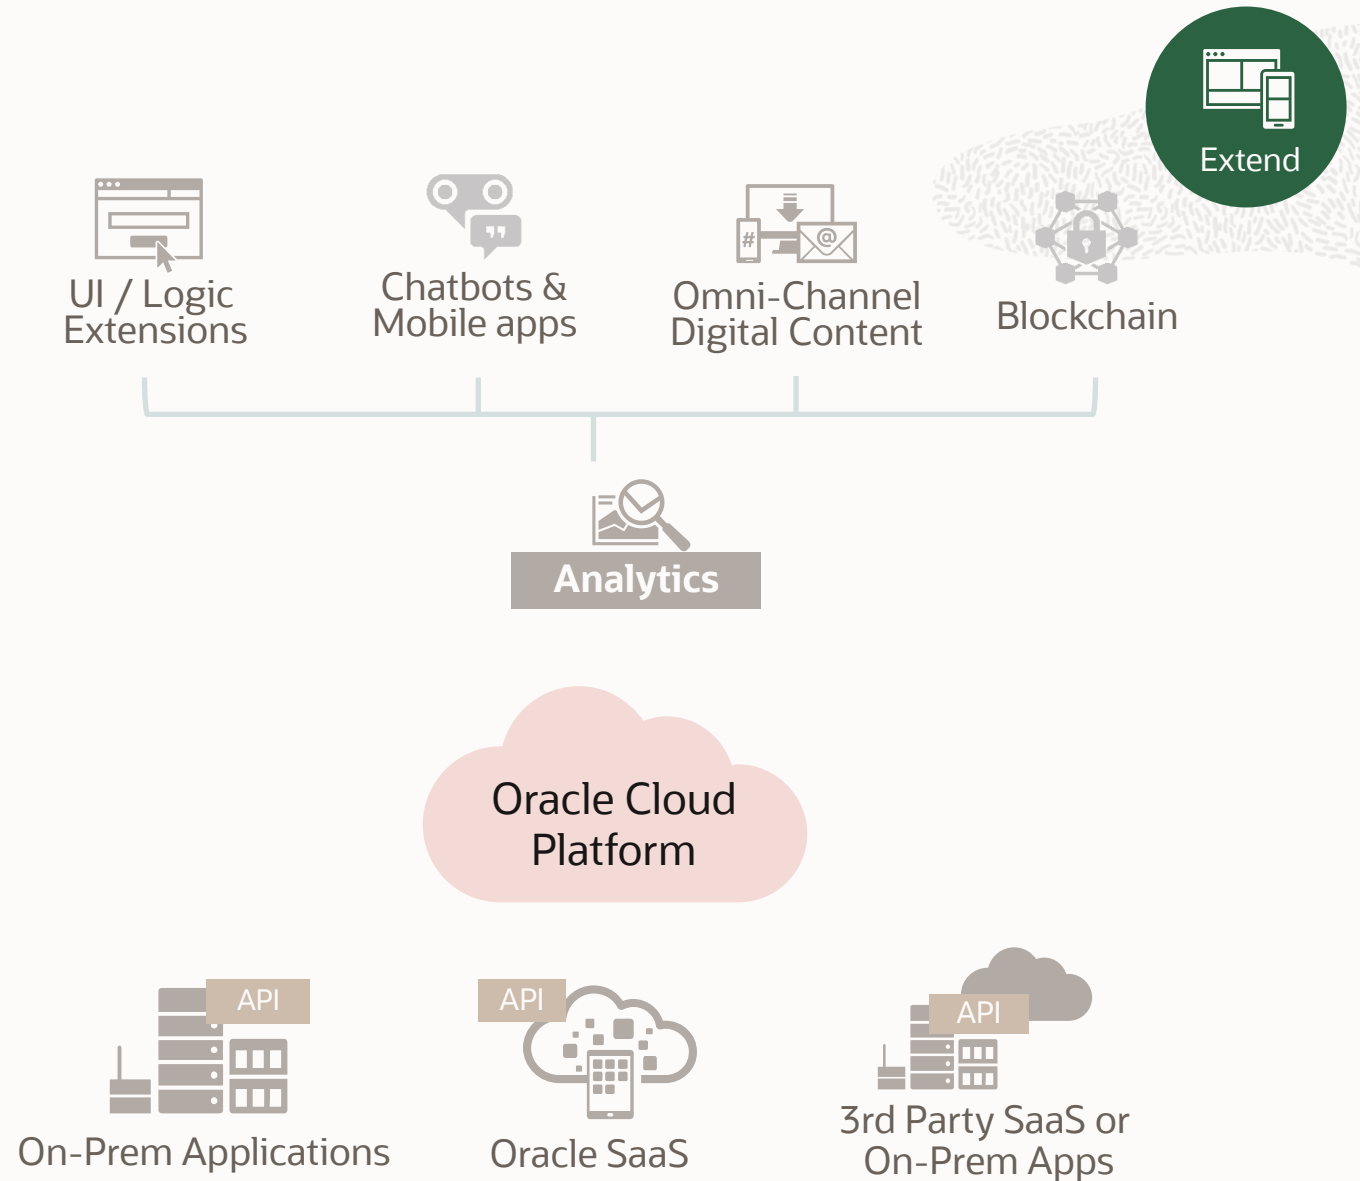 Extend
UI / Logic
Extensions
Chatbots &
Mobile apps
#
@
Omni-Channel
Digital Content
Blockchain
Analytics
Oracle Cloud
Platform
API
On-Prem Applications
API
Oracle SaaS
API
3rd Party SaaS or
On-Prem Apps